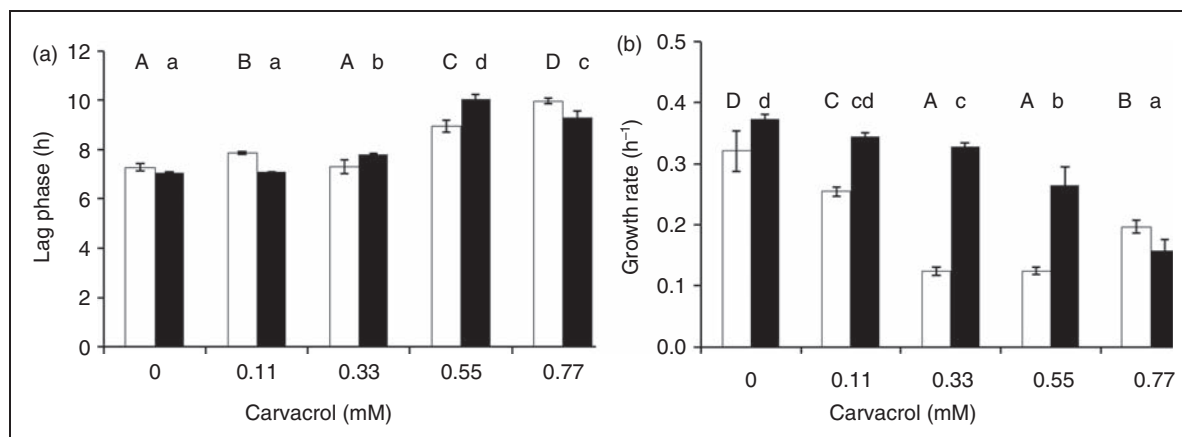 (a)
12
10
8
6
4
2
0
Lag phase (h)
A a B a A b C d D c
0 0.11 0.33 0.55 0.77
Carvacrol (mM)
(b)
0.5
0.4
0.3
0.2
0.1
0.0
Growth rate (h⁻¹)
D d C cd A c A b B a
0 0.11 0.33 0.55 0.77
Carvacrol (mM)